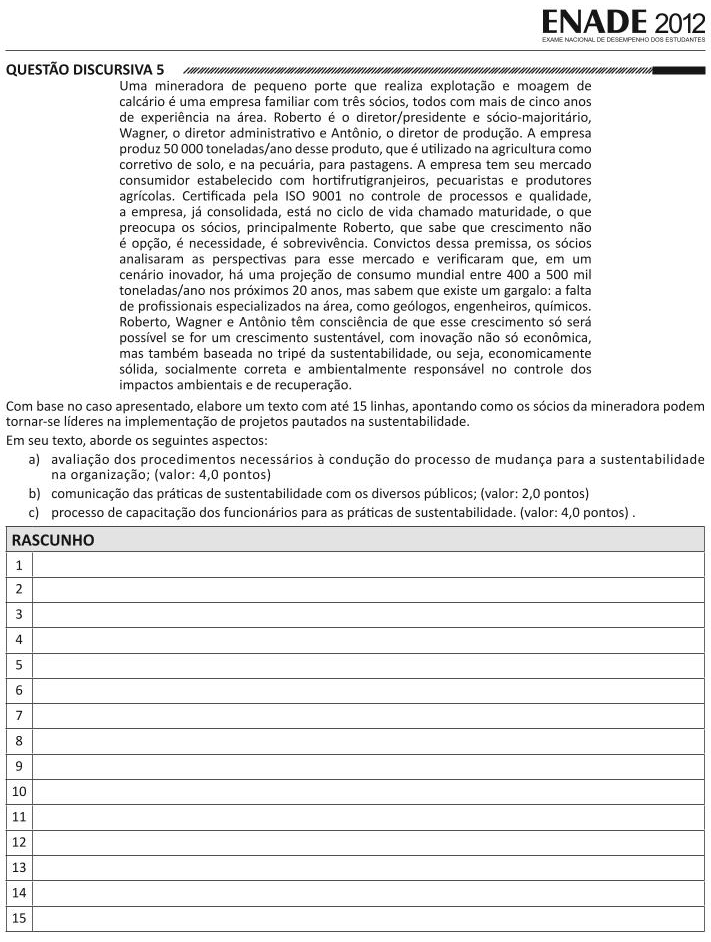 ENADE 2012
EXAME NACIONAL DE DESEMPENHO DOS ESTUDANTES
QUESTÃO DISCURSIVA 5
Uma mineradora de pequeno porte que realiza explotação e moagem de
calcário é uma empresa familiar com três sócios, todos com mais de cinco anos
de experiência na área. Roberto é o diretor/presidente e sócio-majoritário,
Wagner, o diretor administrativo e Antônio, o diretor de produção. A empresa
produz 50 000 toneladas/ano desse produto, que é utilizado na agricultura como
corretivo de solo, e na pecuária, para pastagens. A empresa tem seu mercado
consumidor estabelecido com hortifrutigranjeiros, pecuaristas e produtores
agrícolas. Certificada pela ISO 9001 no controle de processos e qualidade,
a empresa, já consolidada, está no ciclo de vida chamado maturidade, o que
preocupa os sócios, principalmente Roberto, que sabe que crescimento não
é opção, é necessidade, é sobrevivência. Convictos dessa premissa, os sócios
analisaram as perspectivas para esse mercado e verificaram que, em um
cenário inovador, há uma projeção de consumo mundial entre 400 a 500 mil
toneladas/ano nos próximos 20 anos, mas sabem que existe um gargalo: a falta
de profissionais especializados na área, como geólogos, engenheiros, químicos.
Roberto, Wagner e Antônio têm consciência de que esse crescimento só será
possível se for um crescimento sustentável, com inovação não só econômica,
mas também baseada no tripé da sustentabilidade, ou seja, economicamente
sólida, socialmente correta e ambientalmente responsável no controle dos
impactos ambientais e de recuperação.
Com base no caso apresentado, elabore um texto com até 15 linhas, apontando como os sócios da mineradora podem
tornar-se líderes na implementação de projetos pautados na sustentabilidade.
Em seu texto, aborde os seguintes aspectos:
a) avaliação dos procedimentos necessários à condução do processo de mudança para a sustentabilidade
na organização; (valor: 4,0 pontos)
b) comunicação das práticas de sustentabilidade com os diversos públicos; (valor: 2,0 pontos)
c) processo de capacitação dos funcionários para as práticas de sustentabilidade. (valor: 4,0 pontos) .
RASCUNHO
1
2
3
4
5
6
7
8
9
10
11
12
13
14
15